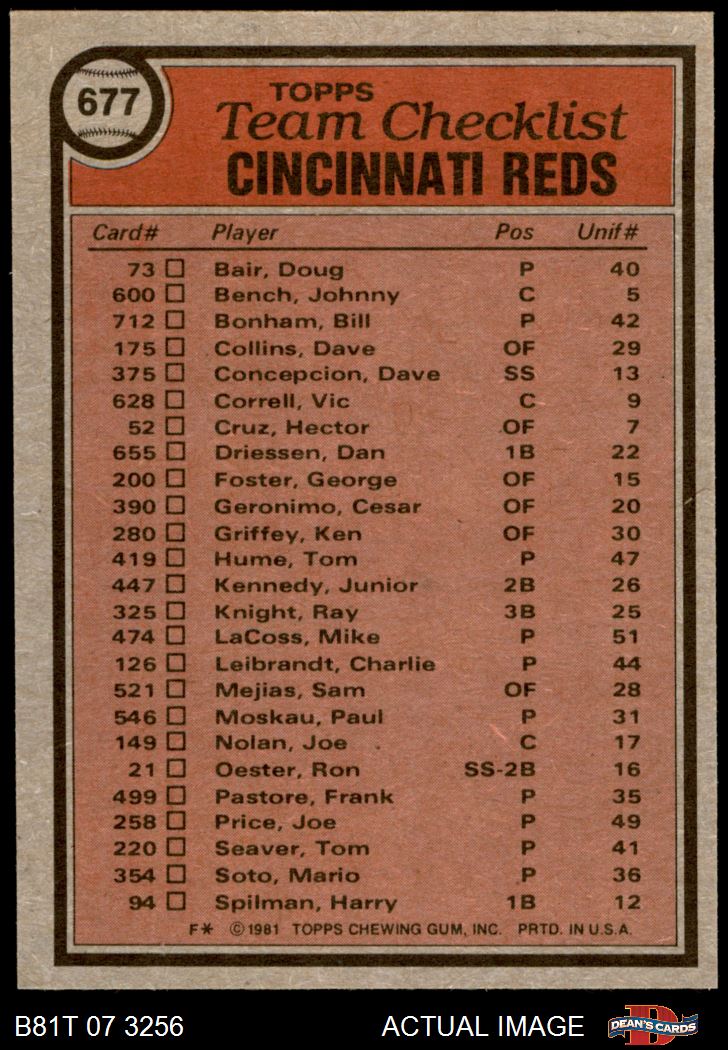 677
TOPPS
Team Checklist
CINCINNATI REDS
Card# Player Pos Unif#
73 Bair, Doug P 40
600 Bench, Johnny C 5
712 Bonham, Bill P 42
175 Collins, Dave OF 29
375 Concepcion, Dave SS 13
628 Correll, Vic C 9
52 Cruz, Hector OF 7
655 Driessen, Dan 1B 22
200 Foster, George OF 15
390 Geronimo, Cesar OF 20
280 Griffey, Ken OF 30
419 Hume, Tom P 47
447 Kennedy, Junior 2B 26
325 Knight, Ray 3B 25
474 LaCoss, Mike P 51
126 Leibrandt, Charlie P 44
521 Mejias, Sam OF 28
546 Moskau, Paul P 31
149 Nolan, Joe C 17
21 Oester, Ron SS-2B 16
499 Pastore, Frank P 35
258 Price, Joe P 49
220 Seaver, Tom P 41
354 Soto, Mario P 36
94 Spilman, Harry 1B 12
F* © 1981 TOPPS CHEWING GUM, INC. PRTD. IN U.S.A.
B81T 07 3256 ACTUAL IMAGE D DEAN'S CARDS